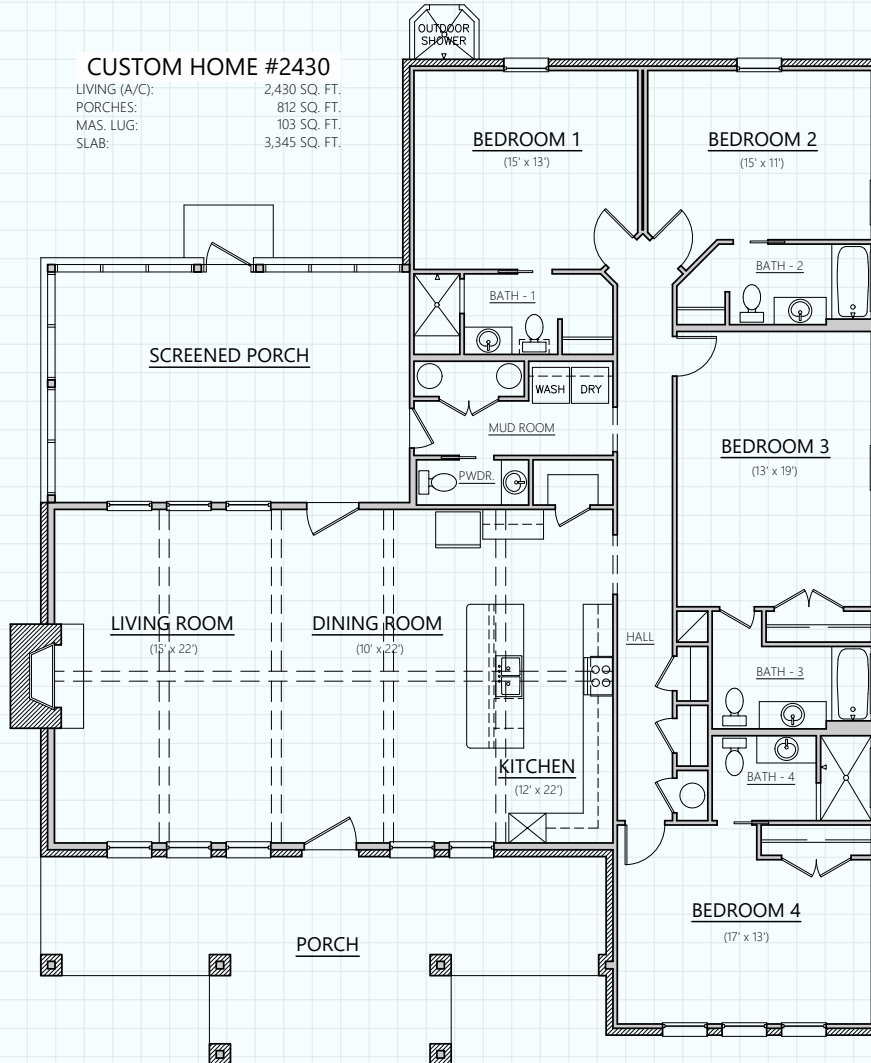 OUTDOOR
SHOWER
CUSTOM HOME #2430
LIVING (A/C): 2,430 SQ. FT.
PORCHES: 812 SQ. FT.
MAS. LUG: 103 SQ. FT.
SLAB: 3,345 SQ. FT.
BEDROOM 1
(15' x 13')
BEDROOM 2
(15' x 11')
BATH - 2
BATH - 1
SCREENED PORCH
WASH DRY
MUD ROOM
BEDROOM 3
(13' x 19')
PWDR.
LIVING ROOM
(15' x 22')
DINING ROOM
(10' x 22')
HALL
BATH - 3
KITCHEN
(12' x 22')
BATH - 4
BEDROOM 4
(17' x 13')
PORCH